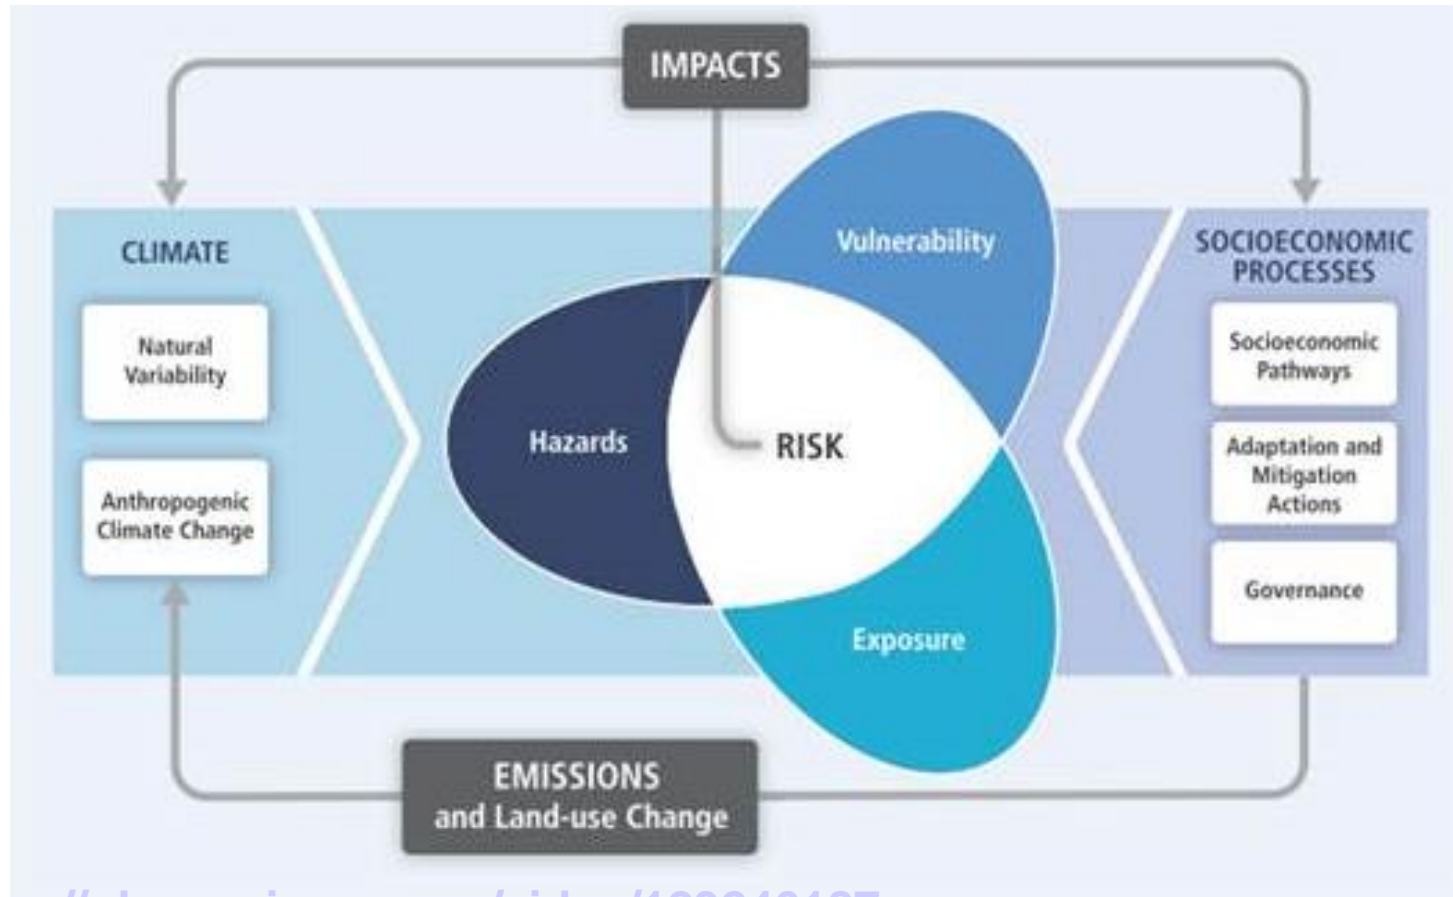 IMPACTS
CLIMATE
Natural
Variability
Anthropogenic
Climate Change
Hazards
Vulnerability
RISK
Exposure
SOCIOECONOMIC
PROCESSES
Socioeconomic
Pathways
Adaptation and
Mitigation
Actions
Governance
EMISSIONS
and Land-use Change